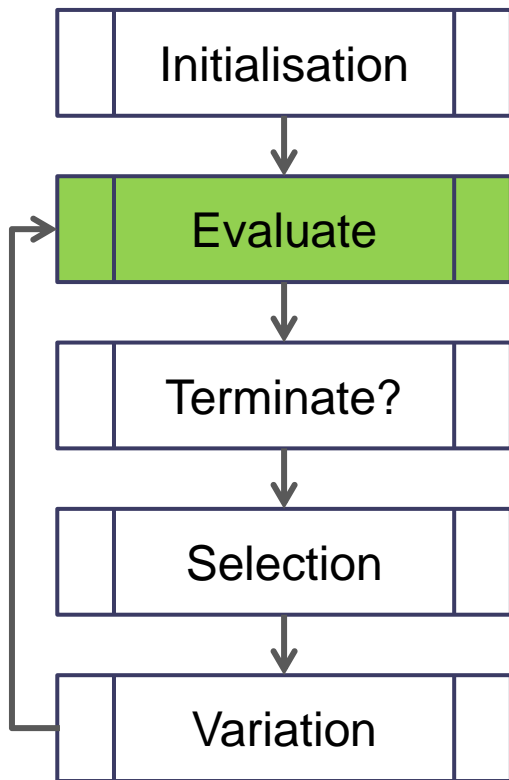 Initialisation
Evaluate
Terminate?
Selection
Variation